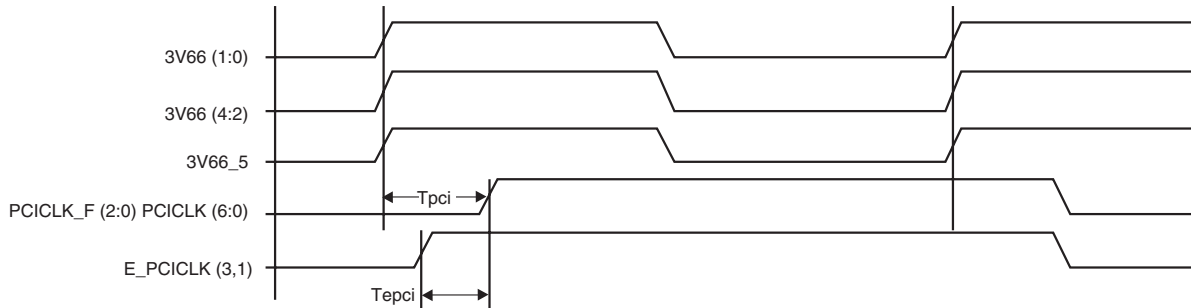 3V66 (1:0)
3V66 (4:2)
3V66_5
Tpci
PCICLK_F (2:0) PCICLK (6:0)
E_PCICLK (3,1)
Tepci